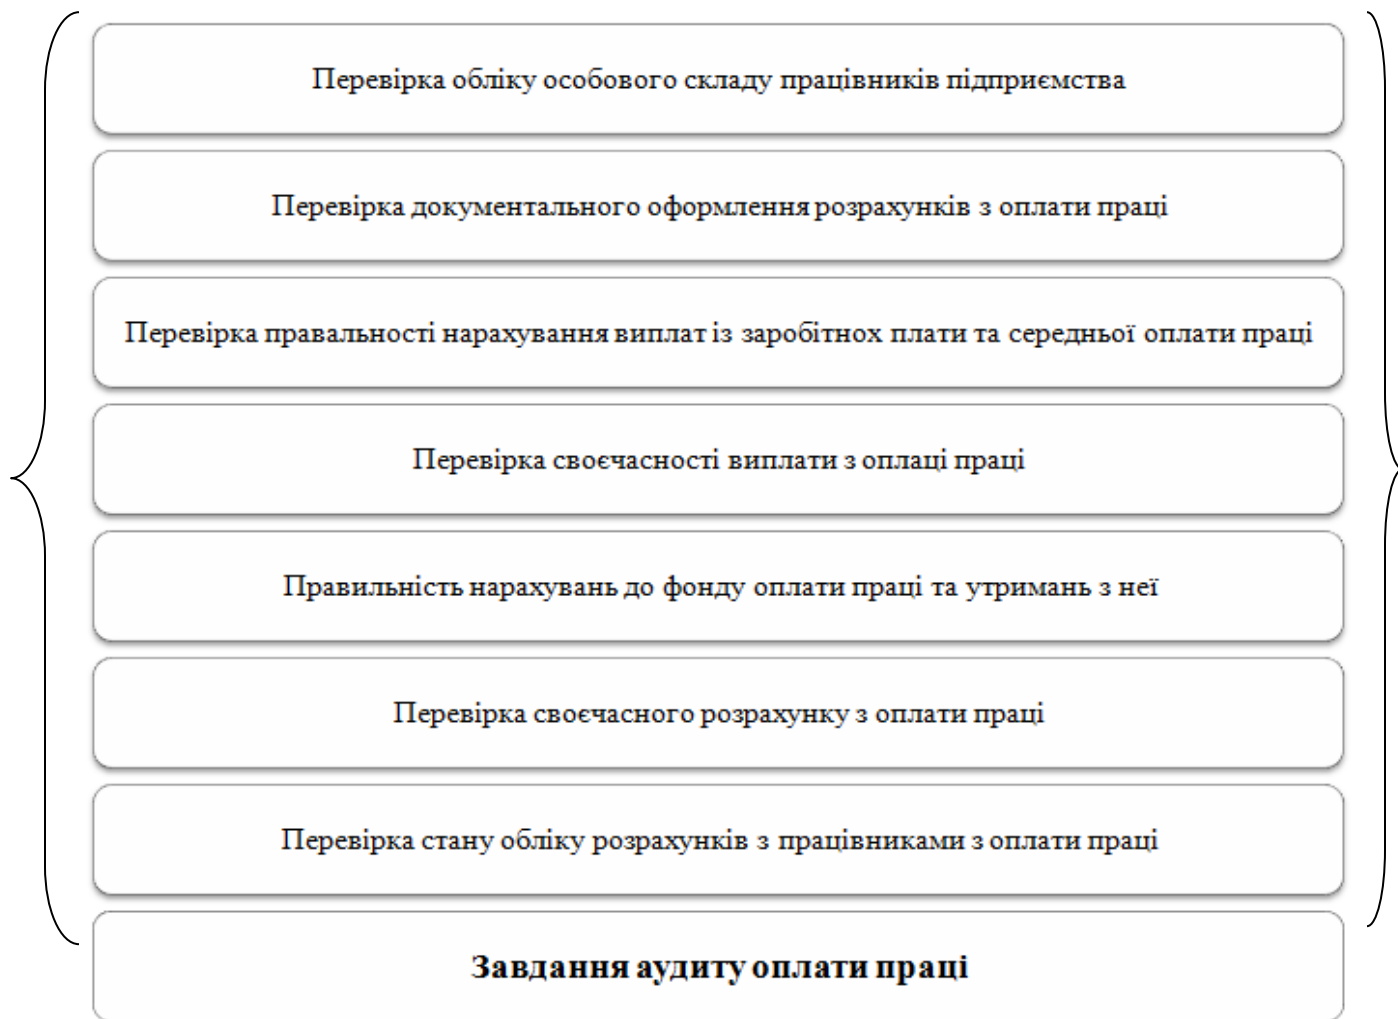 Перевірка обліку особового складу працівників підприємства
Перевірка документального оформлення розрахунків з оплати праці
Перевірка правальності нарахування виплат із заробітнох плати та середньої оплати праці
Перевірка своєчасності виплати з оплаці праці
Правильність нарахувань до фонду оплати праці та утримань з неї
Перевірка своєчасного розрахунку з оплати праці
Перевірка стану обліку розрахунків з працівниками з оплати праці
Завдання аудиту оплати праці